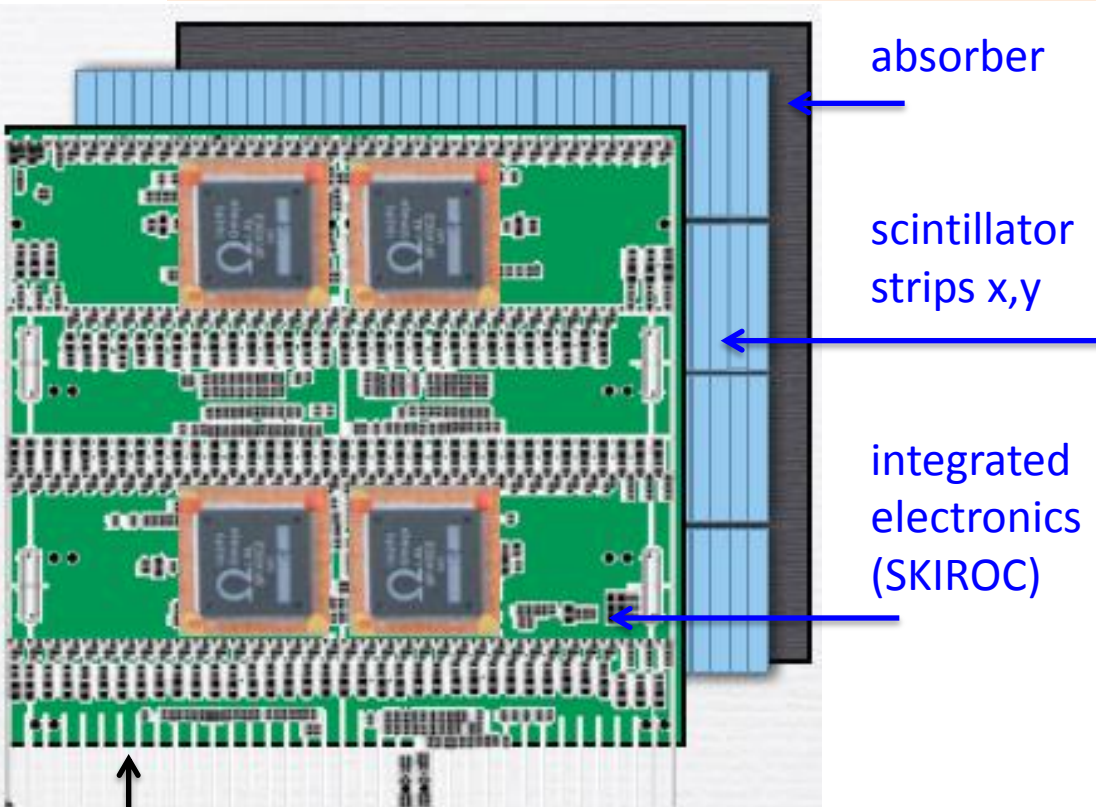 absorber
scintillator
strips x,y
integrated
electronics
(SKIROC)
Ω
Ω
Ω
Ω